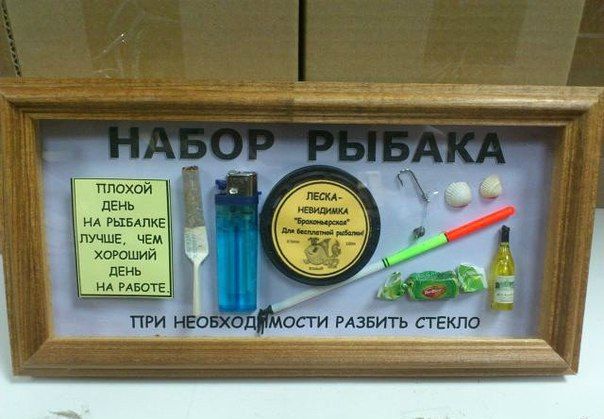 НАБОР РЫБАКА
ПЛОХОЙ
ДЕНЬ
НА РЫБАЛКЕ
ЛУЧШЕ, ЧЕМ
ХОРОШИЙ
ДЕНЬ
НА РАБОТЕ.
ЛЕСКА-
НЕВИДИМКА
"Браконьерская"
Для бесплатной рыбалки!
ПРИ НЕОБХОДИМОСТИ РАЗБИТЬ СТЕКЛО